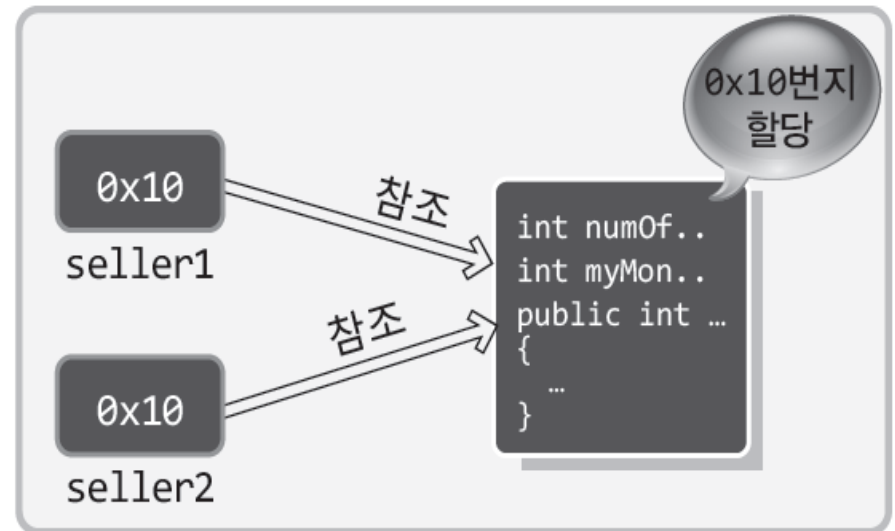 0x10번지
할당
0x10
seller1
참조
int numOf..
int myMon..
public int …
{
…
}
참조
0x10
seller2